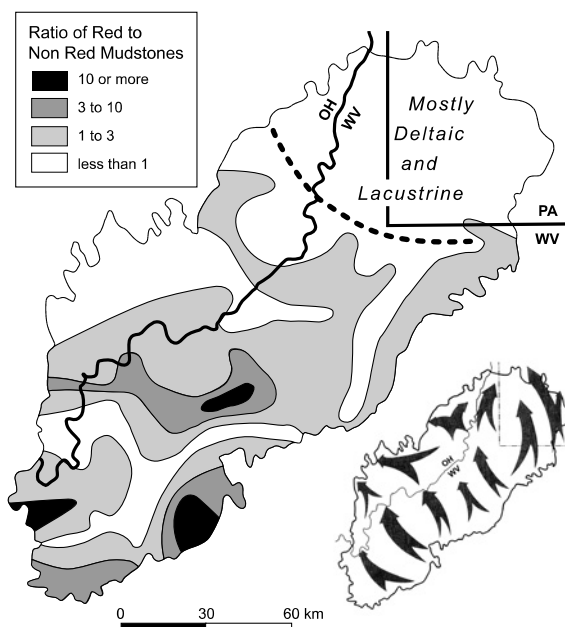 Ratio of Red to
Non Red Mudstones
10 or more
3 to 10
1 to 3
less than 1
OH
WV
Mostly
Deltaic
and
Lacustrine
PA
WV
OH
WV
0 30 60 km